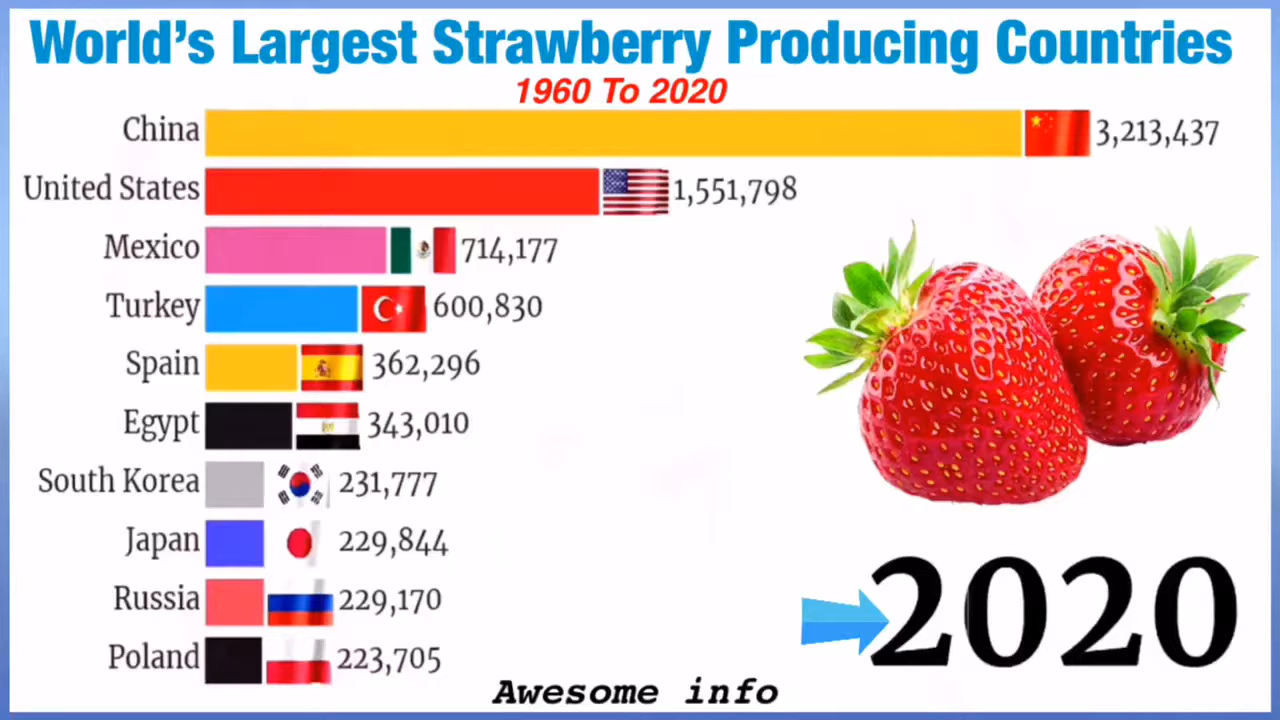 World's Largest Strawberry Producing Countries
1960 To 2020
China 3,213,437
United States 1,551,798
Mexico 714,177
Turkey 600,830
Spain 362,296
Egypt 343,010
South Korea 231,777
Japan 229,844
Russia 229,170
Poland 223,705
2020
Awesome info